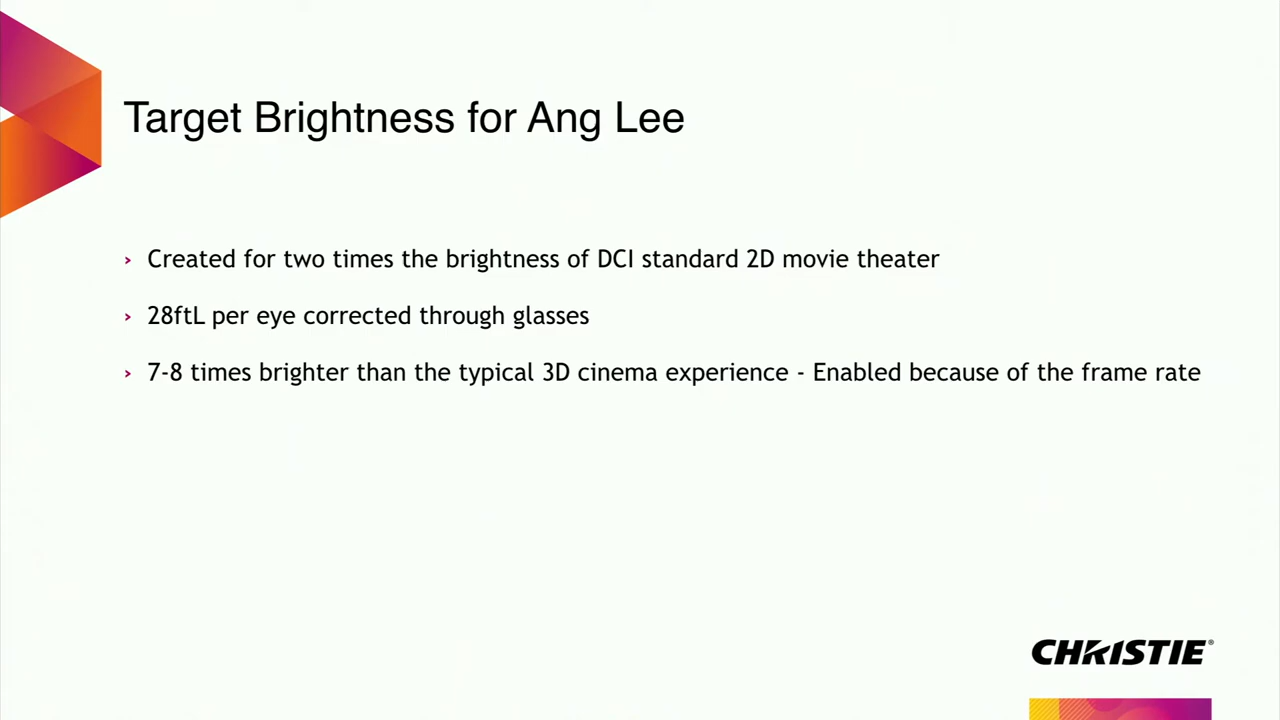 Target Brightness for Ang Lee
› Created for two times the brightness of DCI standard 2D movie theater
› 28ftL per eye corrected through glasses
› 7-8 times brighter than the typical 3D cinema experience - Enabled because of the frame rate
CHRISTIE®